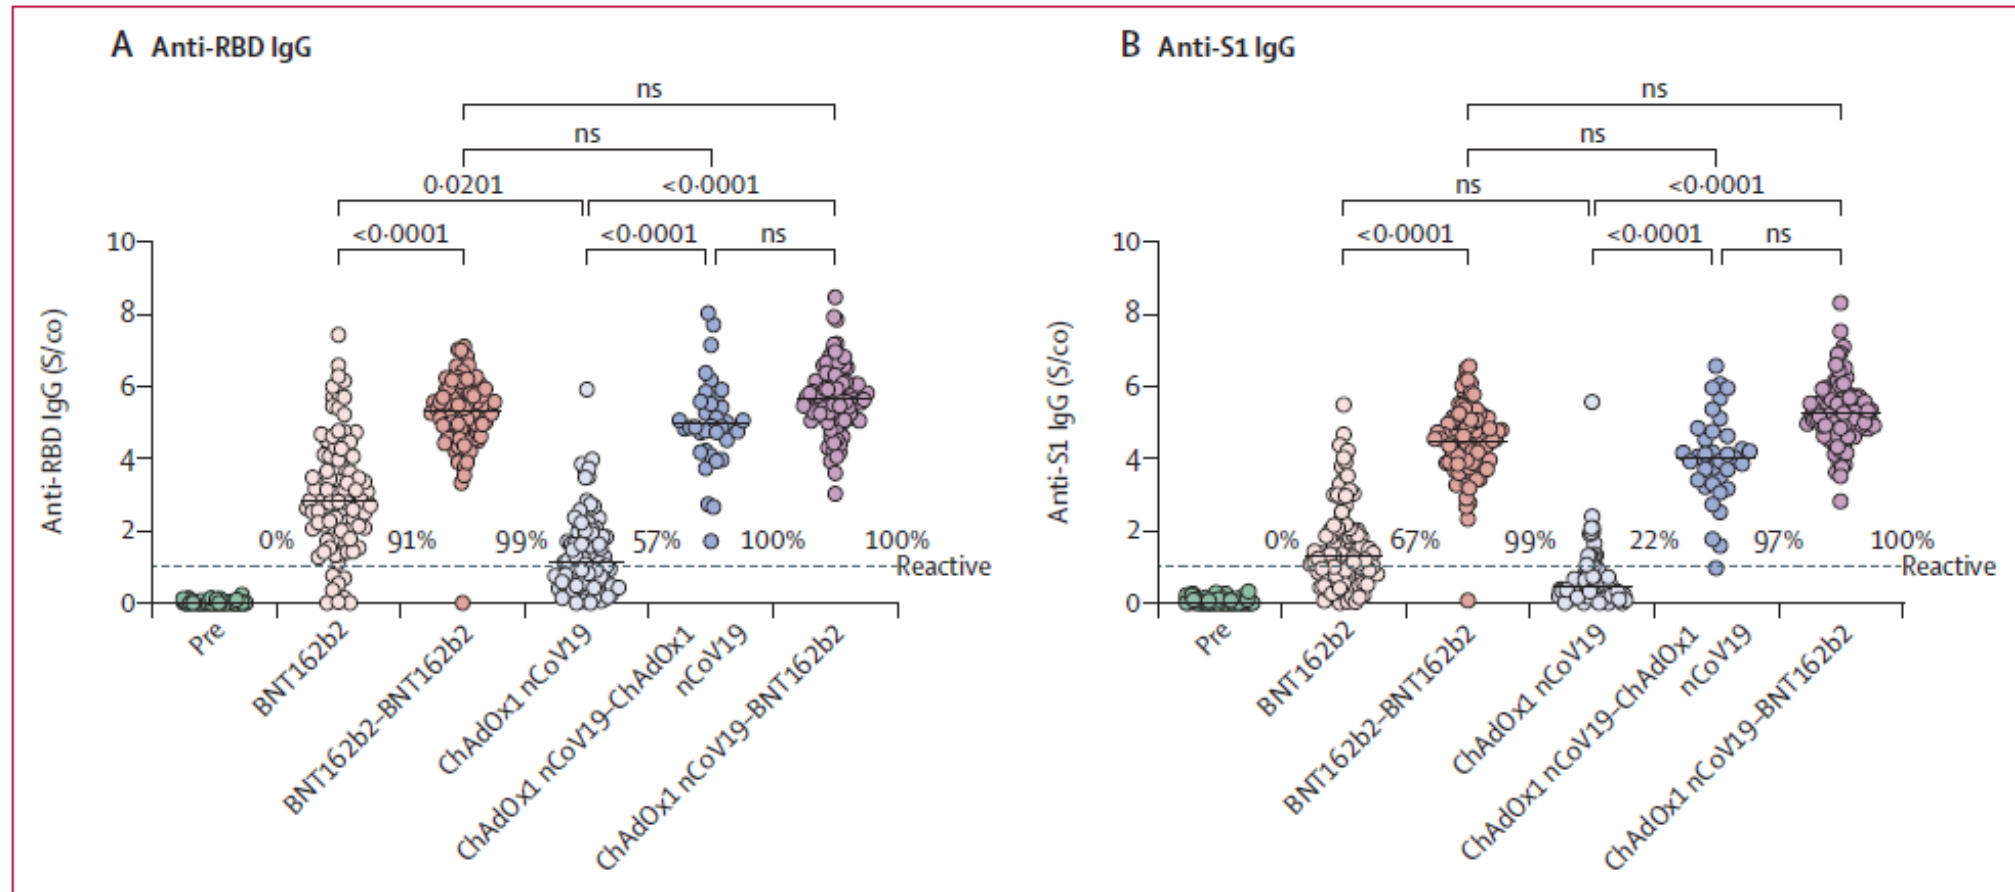 A Anti-RBD IgG
ns
ns
0·0201 <0·0001
<0·0001 <0·0001 ns
10
8
6
4
2
0
Anti-RBD IgG (S/co)
0% 91% 99% 57% 100% 100%
Reactive
Pre
BNT162b2
BNT162b2–BNT162b2
ChAdOx1 nCoV19
ChAdOx1 nCoV19–ChAdOx1
nCoV19
ChAdOx1 nCoV19–BNT162b2
B Anti-S1 IgG
ns
ns
ns <0·0001
<0·0001 <0·0001 ns
10
8
6
4
2
0
Anti-S1 IgG (S/co)
0% 67% 99% 22% 97% 100%
Reactive
Pre
BNT162b2
BNT162b2–BNT162b2
ChAdOx1 nCoV19
ChAdOx1 nCoV19–ChAdOx1
nCoV19
ChAdOx1 nCoV19–BNT162b2